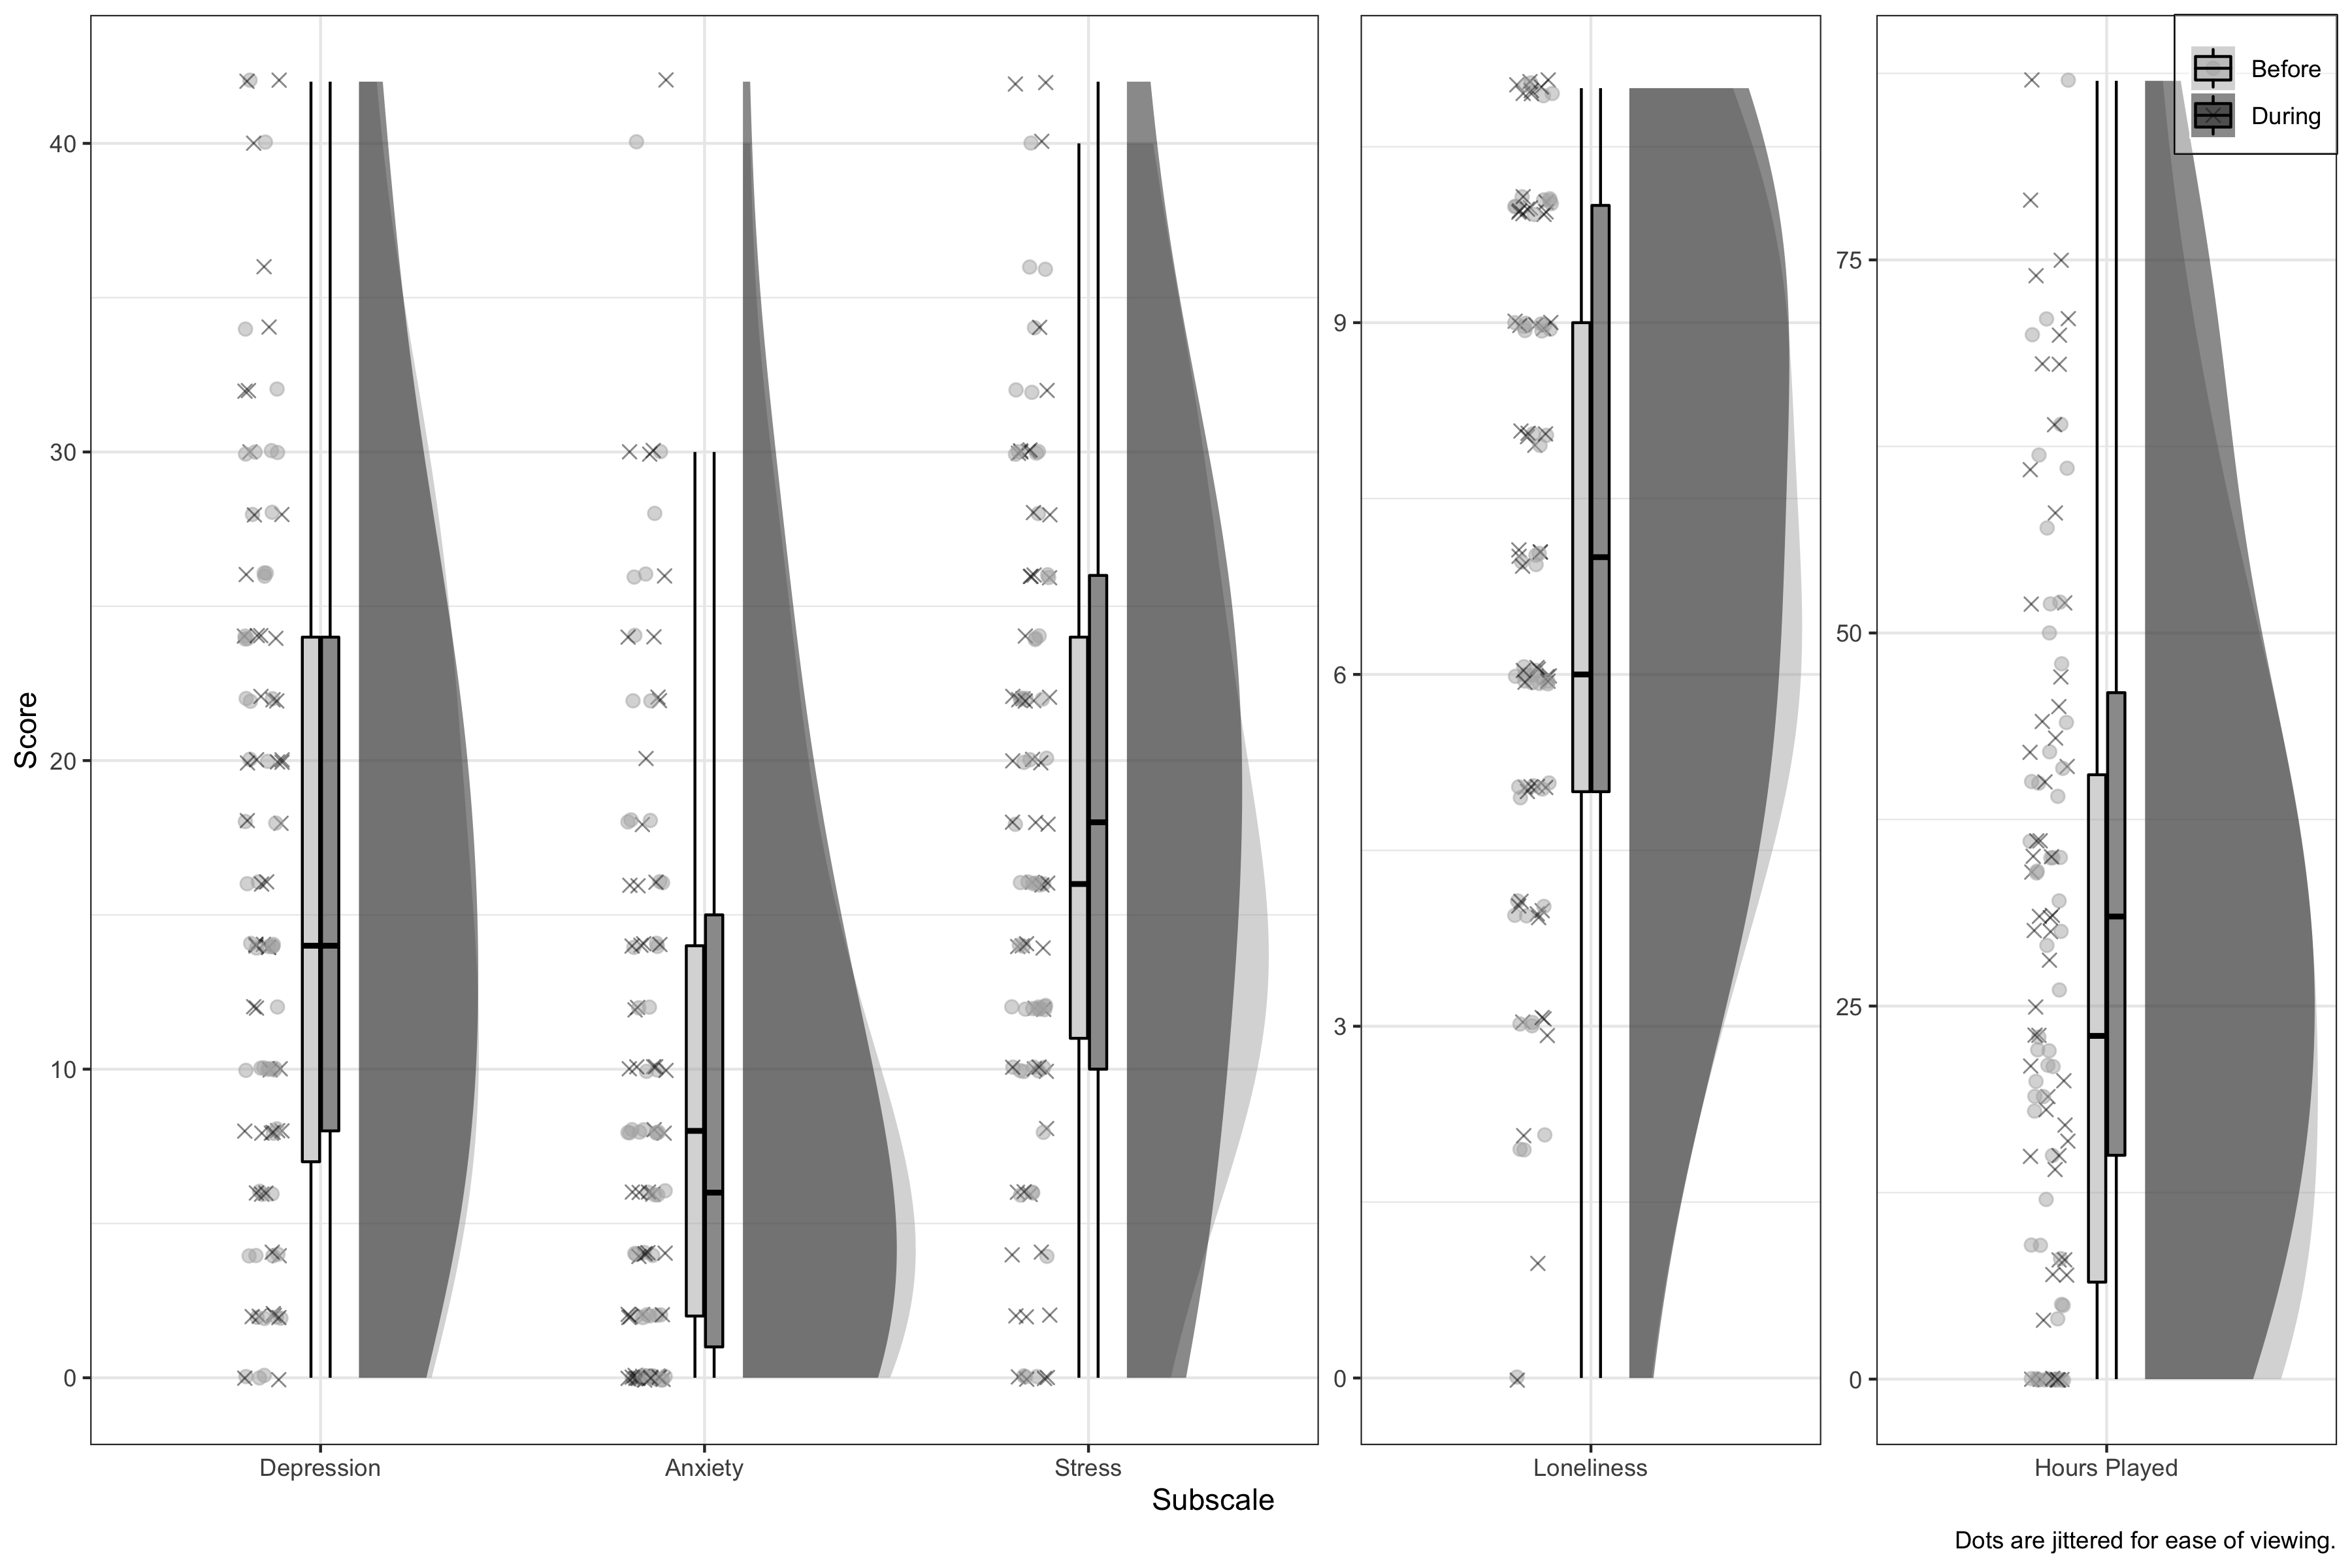 Before
During
Score
40
30
20
10
0
9
6
3
0
75
50
25
0
Depression
Anxiety
Stress
Loneliness
Hours Played
Subscale
Dots are jittered for ease of viewing.